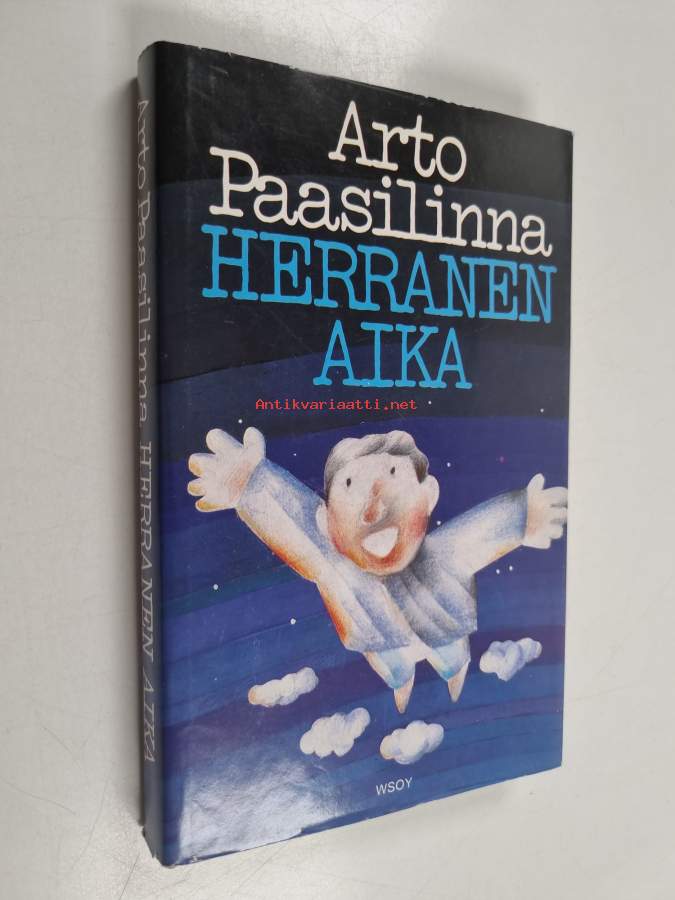 Arto
Paasilinna
HERRANEN
AIKA
Antikvariaatti.net
WSOY
Arto Paasilinna HERRANEN AIKA